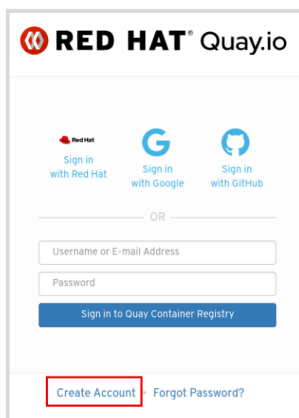 RED HAT® Quay.io
Red Hat
Sign in
with Red Hat
Sign in
with Google
Sign in
with GitHub
OR
Username or E-mail Address
Password
Sign in to Quay Container Registry
Create Account - Forgot Password?